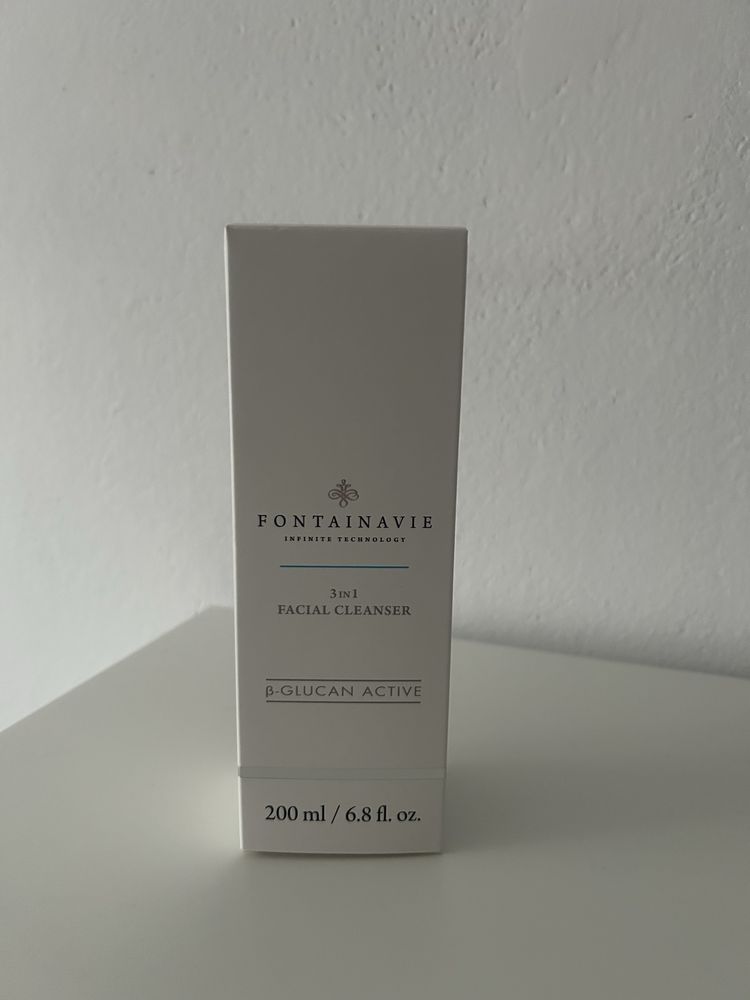 FONTAINAVIE
INFINITE TECHNOLOGY
3 IN 1
FACIAL CLEANSER
β-GLUCAN ACTIVE
200 ml / 6.8 fl. oz.